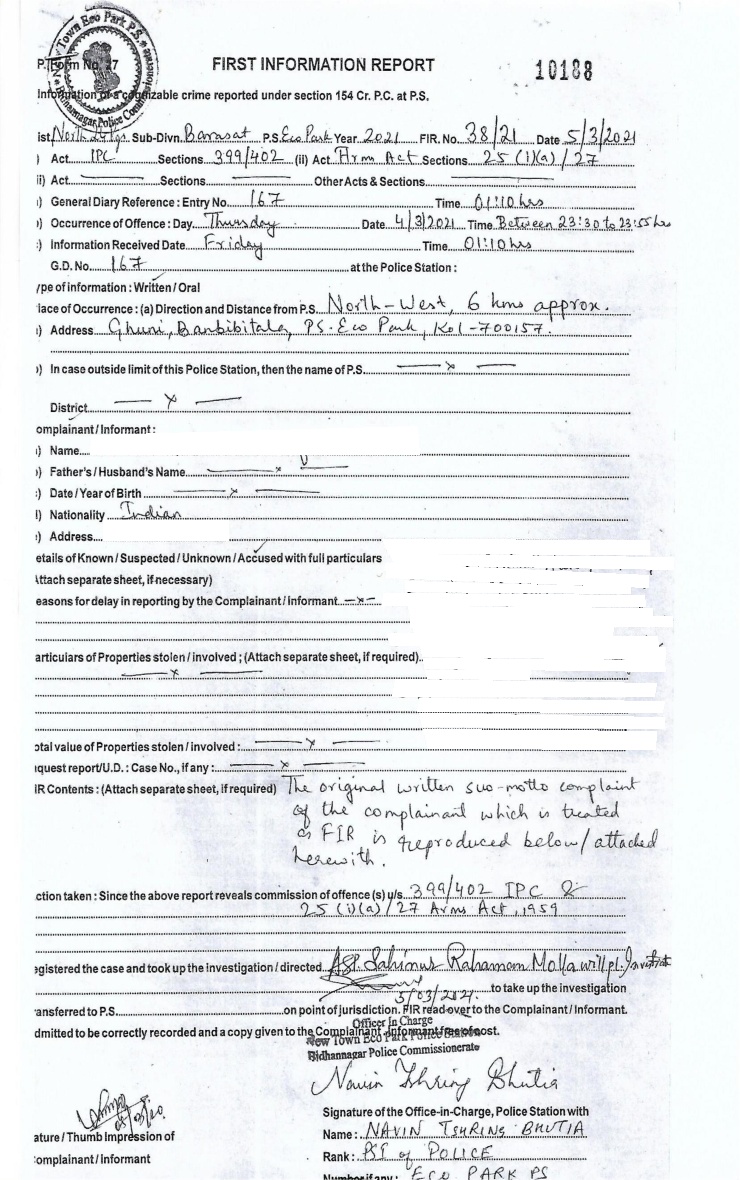 New Town Eco Park P.S.
Bidhannagar Police Commissionerate
P. Form No. 27
FIRST INFORMATION REPORT
10188
Information of a cognizable crime reported under section 154 Cr. P.C. at P.S.
ist. North 24 Pgs Sub-Divn. Barasat P.S. Eco Park Year 2021 FIR. No. 38/21 Date 5/3/2021
) Act IPC Sections 399/402 (ii) Act Arm Act Sections 25 (i)(a) / 27
ii) Act Sections Other Acts & Sections
) General Diary Reference : Entry No. 167 Time 01:10 hrs
) Occurrence of Offence : Day Thursday Date 4/3/2021 Time Between 23:30 to 23:55 hrs
:) Information Received Date Friday Time 01:10 hrs
G.D. No. 167 at the Police Station :
ype of information : Written / Oral
lace of Occurrence : (a) Direction and Distance from P.S. North-West, 6 kms approx.
) Address Ghuni, Banbibitala, PS-Eco Park, Kol-700157.
) In case outside limit of this Police Station, then the name of P.S. — x —
District — x —
omplainant / Informant :
) Name
) Father's / Husband's Name — x —
:) Date / Year of Birth — x —
l) Nationality Indian
) Address
etails of Known / Suspected / Unknown / Accused with full particulars
Attach separate sheet, if necessary)
easons for delay in reporting by the Complainant / Informant —x—
articulars of Properties stolen / involved ; (Attach separate sheet, if required)..
— x —
otal value of Properties stolen / involved : — x —
quest report / U.D. : Case No., if any : — x —
IR Contents : (Attach separate sheet, if required) The original written suo-motto complaint
of the complainant which is treated
as FIR is reproduced below / attached
herewith.
ction taken : Since the above report reveals commission of offence (s) u/s. 399/402 IPC &
25 (i)(a) / 27 Arms Act, 1959
egistered the case and took up the investigation / directed ASI Sahinur Rahaman Molla will pl. Investigate
5/03/2021. to take up the investigation
ansferred to P.S. on point of jurisdiction. FIR read over to the Complainant / Informant.
dmitted to be correctly recorded and a copy given to the Complainant Informant free of cost.
Officer In Charge
New Town Eco Park Police Station
Bidhannagar Police Commissionerate
Navin Tshring Bhutia
Signature of the Office-in-Charge, Police Station with
ature / Thumb Impression of
Name : NAVIN TSHRING BHUTIA
omplainant / Informant
Rank : PSI of POLICE
Number if any : ECO PARK PS